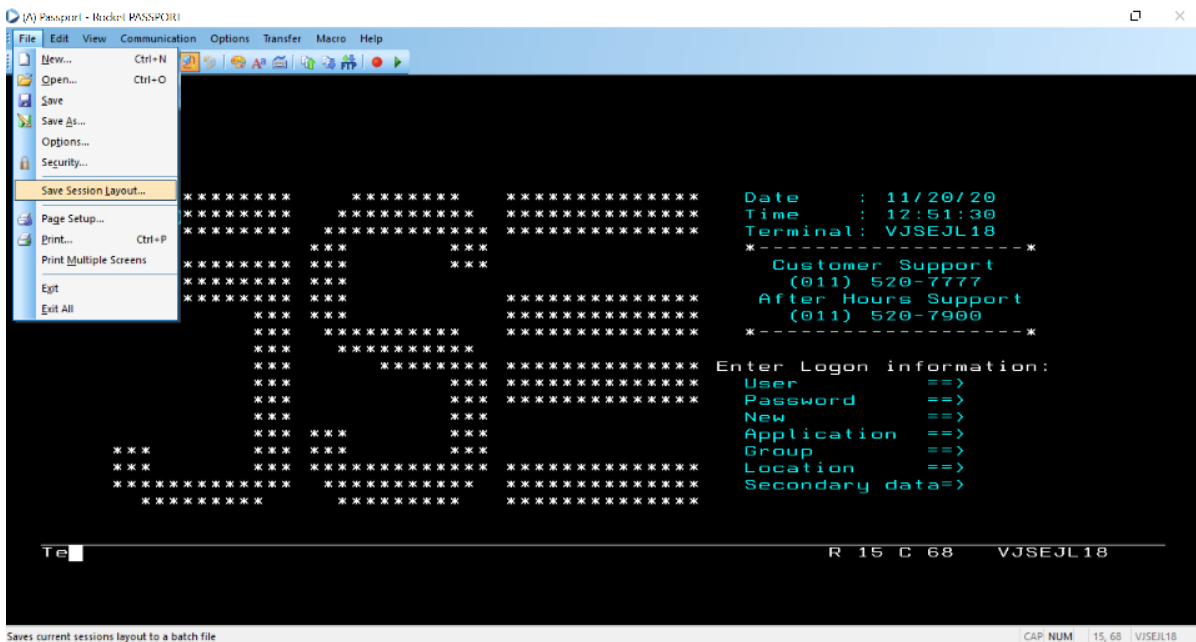 (A) Passport - Rocket PASSPORT
File Edit View Communication Options Transfer Macro Help
New... Ctrl+N
Open... Ctrl+O
Save
Save As...
Options...
Security...
Save Session Layout...
Page Setup...
Print... Ctrl+P
Print Multiple Screens
Exit
Exit All
FTP
Date : 11/20/20
Time : 12:51:30
Terminal: VJSEJL18
*-------------------*
Customer Support
(011) 520-7777
After Hours Support
(011) 520-7900
*-------------------*
Enter Logon information:
User ==>
Password ==>
New ==>
Application ==>
Group ==>
Location ==>
Secondary data=>
Te
R 15 C 68 VJSEJL18
Saves current sessions layout to a batch file
CAP NUM 15, 68 VJSEJL18